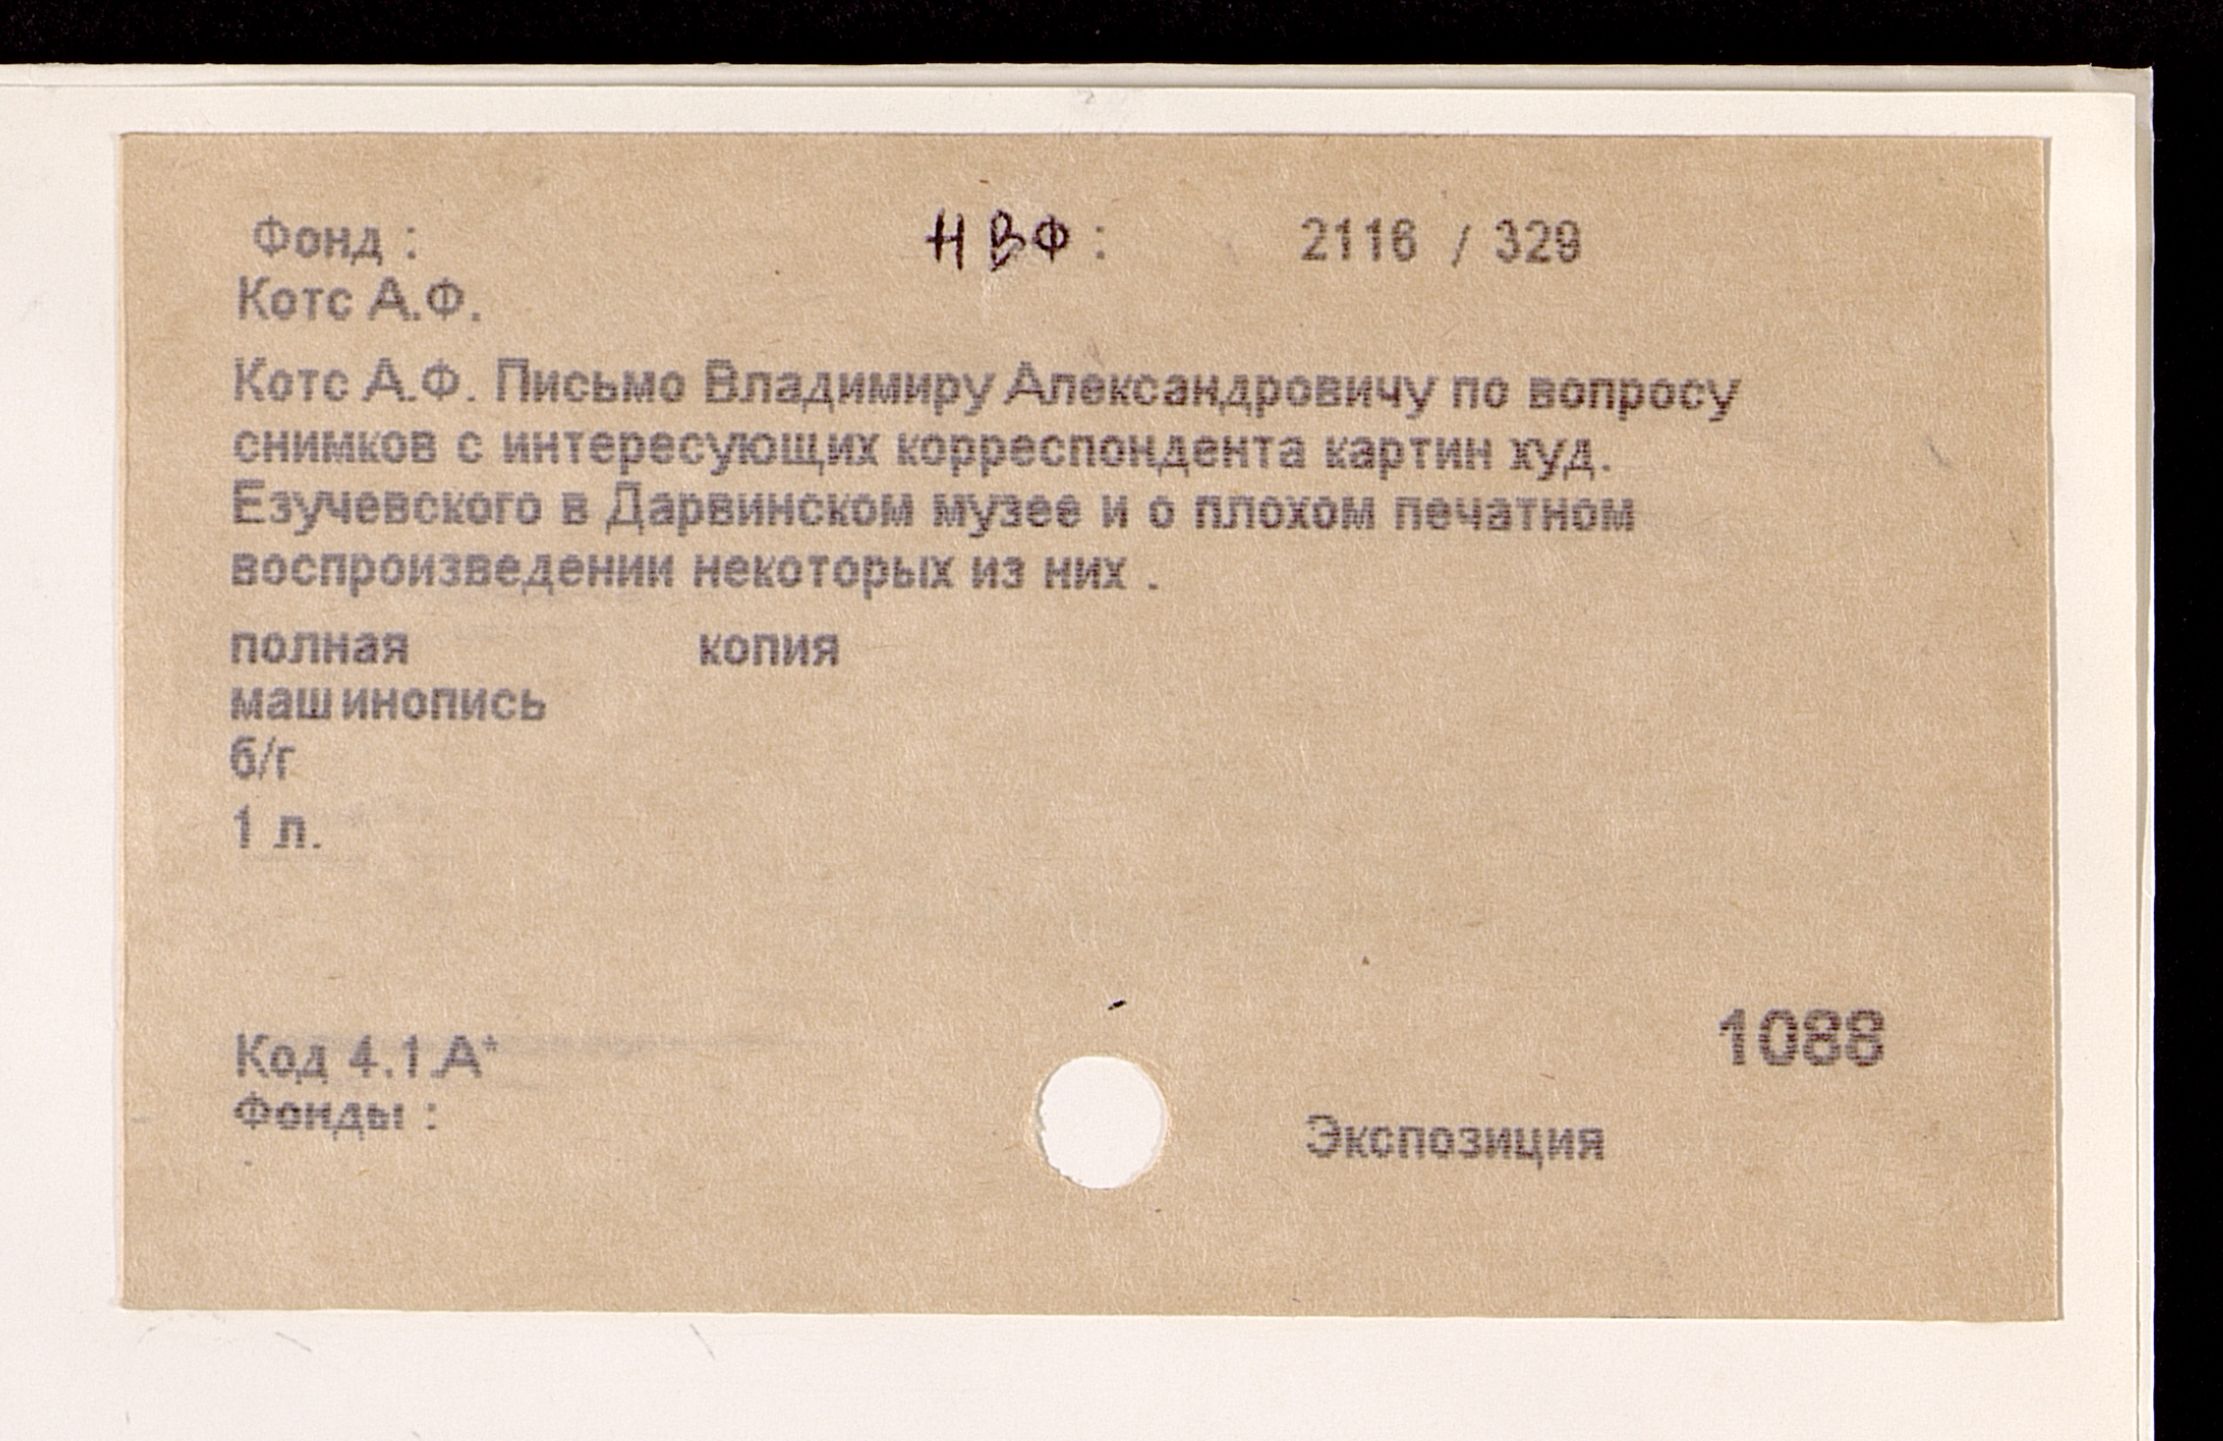 Фонд : НВФ : 2116 / 329
Котс А.Ф.
Котс А.Ф. Письмо Владимиру Александровичу по вопросу
снимков с интересующих корреспондента картин худ.
Езучевского в Дарвинском музее и о плохом печатном
воспроизведении некоторых из них .
полная копия
машинопись
б/г
1 л.
1088
Код 4.1.А*
Фонды :
Экспозиция